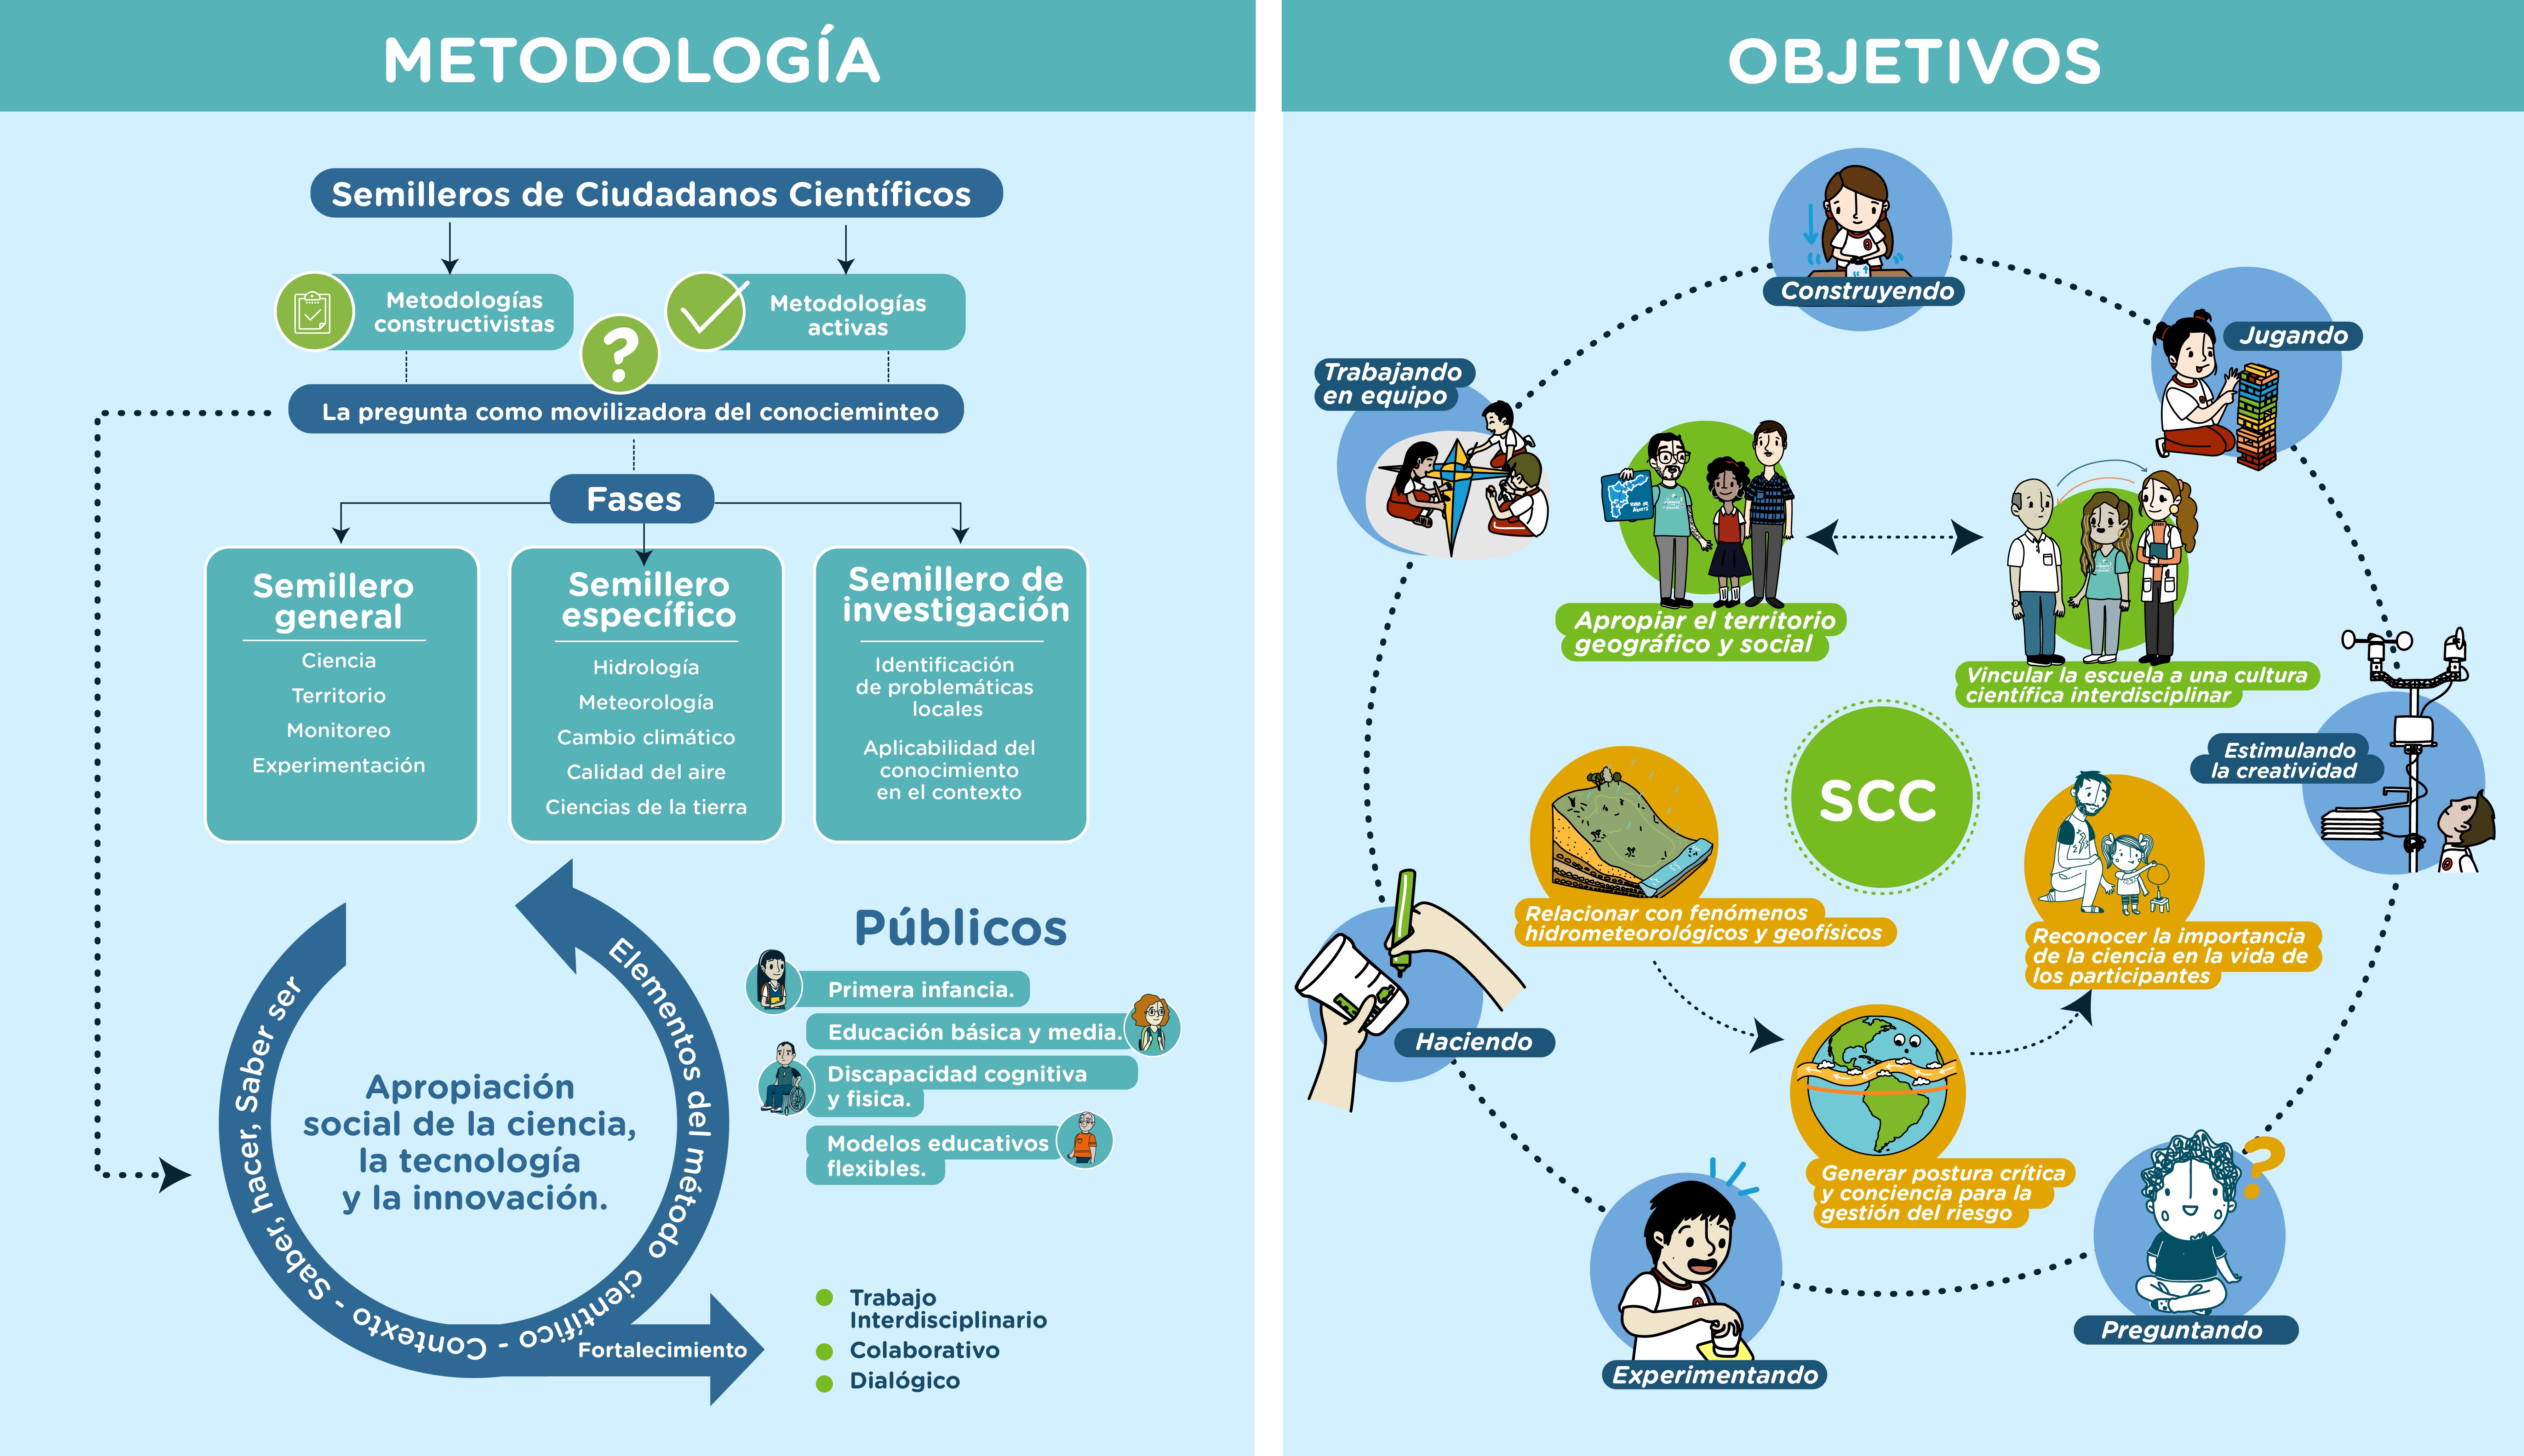 METODOLOGÍA
Semilleros de Ciudadanos Científicos
Metodologías
constructivistas
?
Metodologías
activas
La pregunta como movilizadora del conocieminteo
Fases
Semillero
general
Ciencia
Territorio
Monitoreo
Experimentación
Semillero
específico
Hidrología
Meteorología
Cambio climático
Calidad del aire
Ciencias de la tierra
Semillero de
investigación
Identificación
de problemáticas
locales
Aplicabilidad del
conocimiento
en el contexto
Elementos del método científico - Contexto - Saber, hacer, Saber ser
Apropiación
social de la ciencia,
la tecnología
y la innovación.
Fortalecimiento
Públicos
Primera infancia.
Educación básica y media.
Discapacidad cognitiva
y fisica.
Modelos educativos
flexibles.
Trabajo
Interdisciplinario
Colaborativo
Dialógico
OBJETIVOS
Construyendo
Jugando
Trabajando
en equipo
Apropiar el territorio
geográfico y social
Vincular la escuela a una cultura
científica interdisciplinar
Estimulando
la creatividad
SCC
Relacionar con fenómenos
hidrometeorológicos y geofísicos
Reconocer la importancia
de la ciencia en la vida de
los participantes
Haciendo
Generar postura crítica
y conciencia para la
gestión del riesgo
?
Preguntando
Experimentando